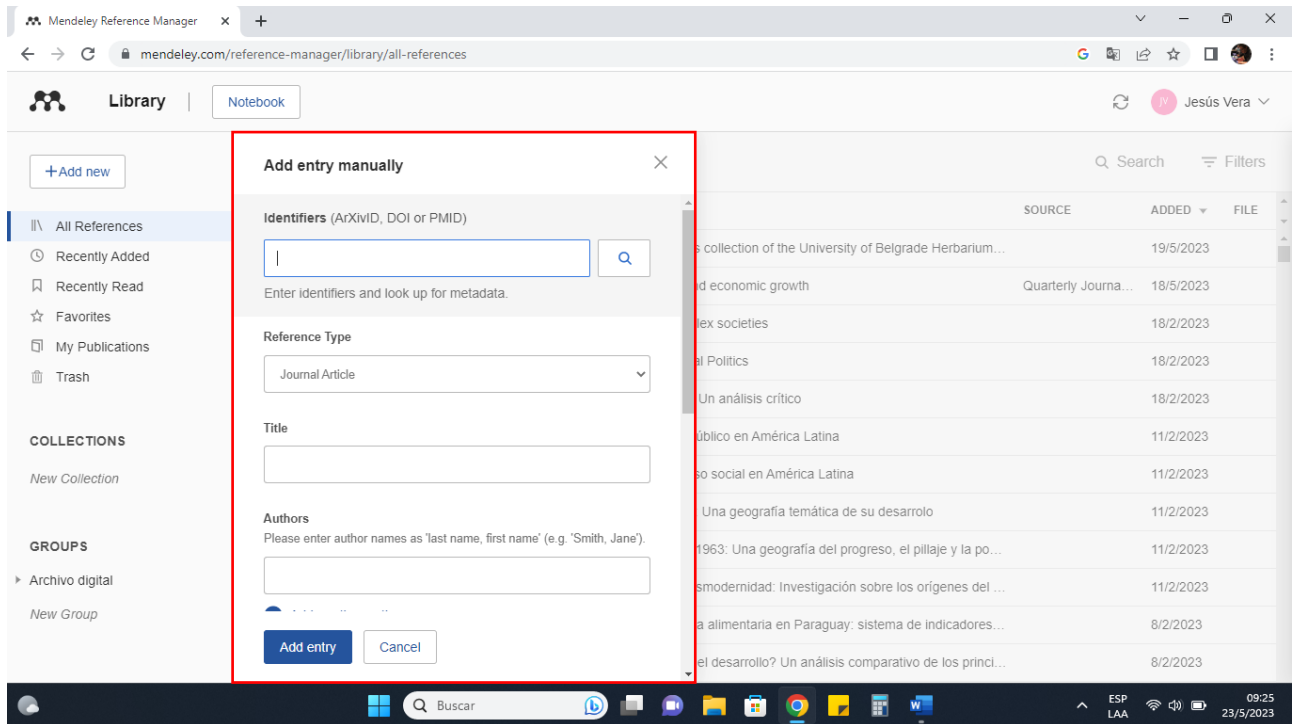 Mendeley Reference Manager
mendeley.com/reference-manager/library/all-references
Library
Notebook
JV
Jesús Vera
+Add new
All References
Recently Added
Recently Read
Favorites
My Publications
Trash
COLLECTIONS
New Collection
GROUPS
Archivo digital
New Group
Add entry manually
Identifiers (ArXivID, DOI or PMID)
Enter identifiers and look up for metadata.
Reference Type
Journal Article
Title
Authors
Please enter author names as 'last name, first name' (e.g. 'Smith, Jane').
Add entry
Cancel
Search
Filters
SOURCE ADDED FILE
s collection of the University of Belgrade Herbarium... 19/5/2023
nd economic growth Quarterly Journa... 18/5/2023
lex societies 18/2/2023
al Politics 18/2/2023
Un análisis crítico 18/2/2023
úblico en América Latina 11/2/2023
so social en América Latina 11/2/2023
Una geografía temática de su desarrolo 11/2/2023
1963: Una geografía del progreso, el pillaje y la po... 11/2/2023
smodernidad: Investigación sobre los orígenes del ... 11/2/2023
a alimentaria en Paraguay: sistema de indicadores... 8/2/2023
el desarrollo? Un análisis comparativo de los princi... 8/2/2023
Buscar
ESP
LAA
09:25
23/5/2023